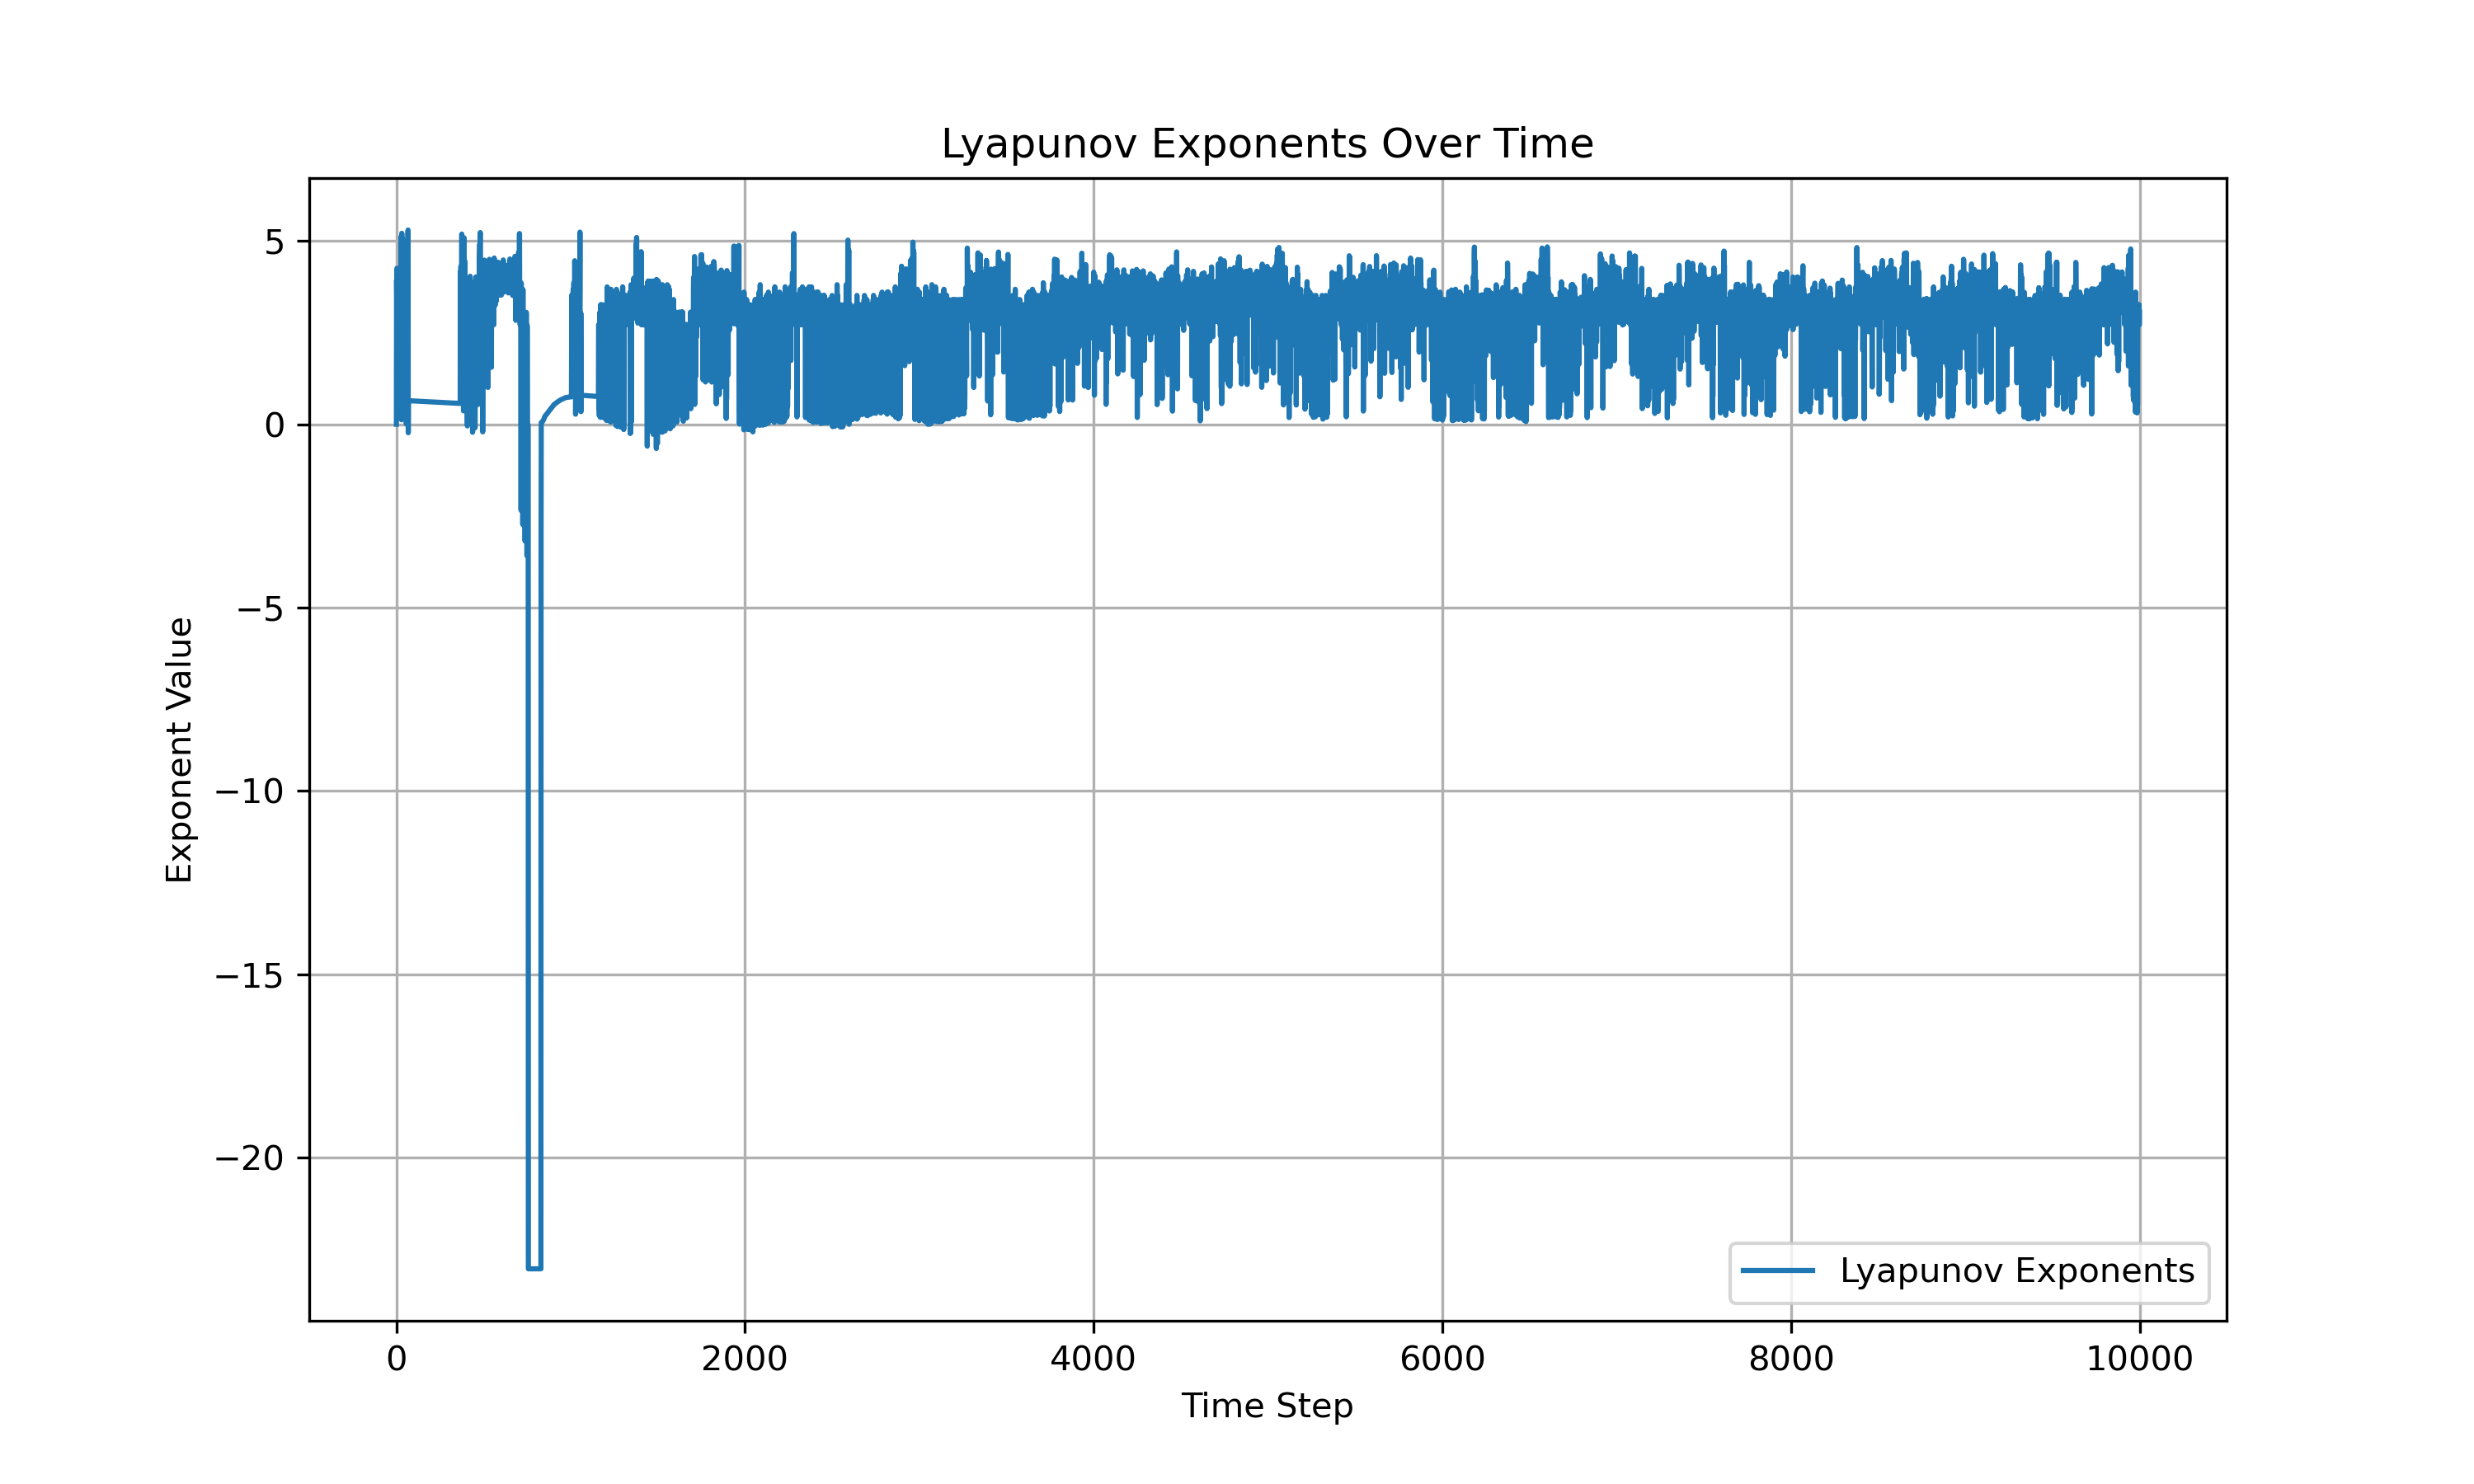 Lyapunov Exponents Over Time
5
0
−5
−10
−15
−20
Exponent Value
Lyapunov Exponents
0 2000 4000 6000 8000 10000
Time Step